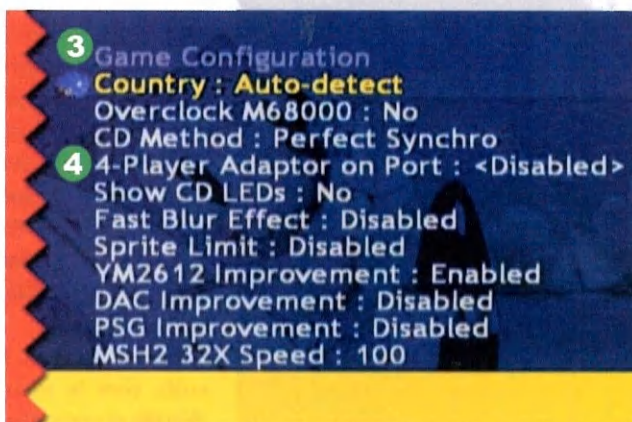 3 Game Configuration
Country : Auto-detect
Overclock M68000 : No
CD Method : Perfect Synchro
4 4-Player Adaptor on Port : <Disabled>
Show CD LEDs : No
Fast Blur Effect : Disabled
Sprite Limit : Disabled
YM2612 Improvement : Enabled
DAC Improvement : Disabled
PSG Improvement : Disabled
MSH2 32X Speed : 100